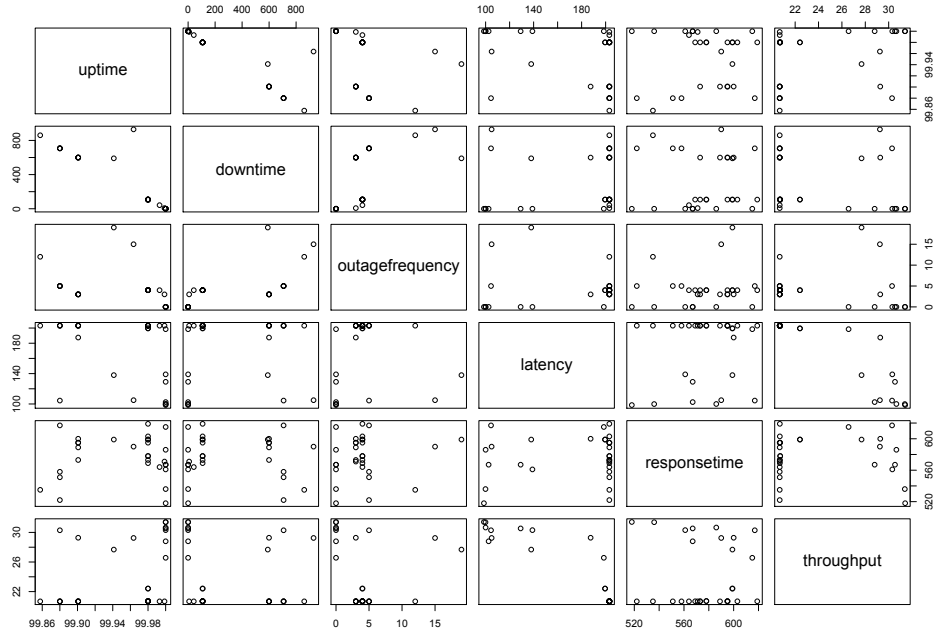 0 200 400 600 800
100 140 180
22 24 26 28 30
uptime
99.86 99.94
0 400 800
downtime
outagefrequency
0 5 10 15
100 140 180
latency
responsetime
520 560 600
22 26 30
throughput
99.86 99.90 99.94 99.98
0 5 10 15
520 560 600